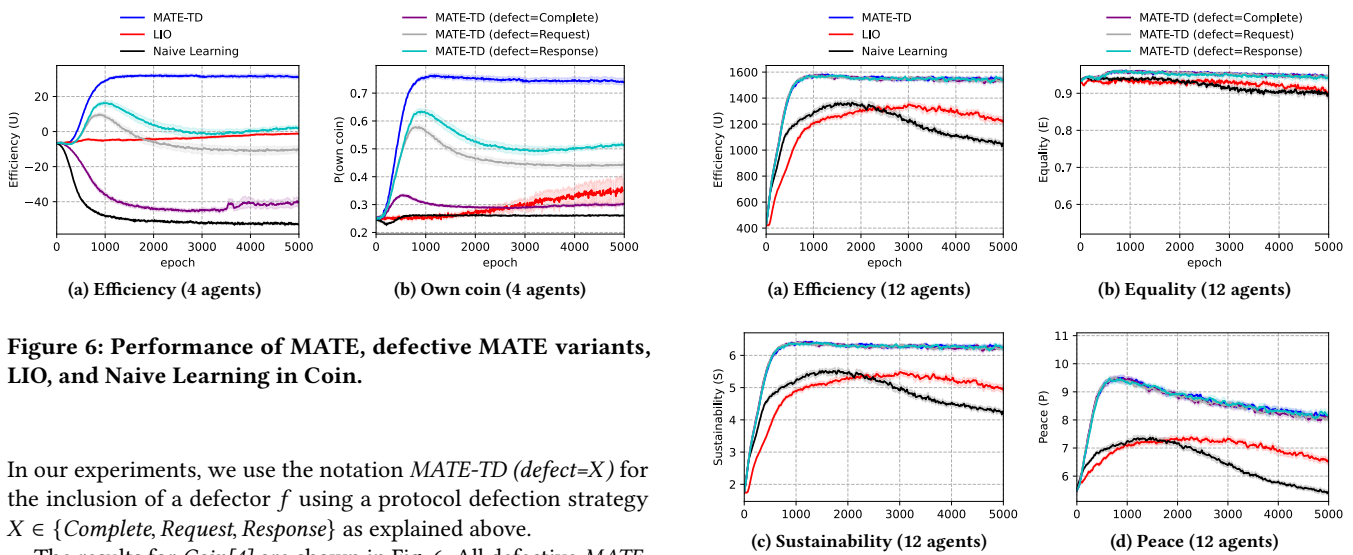 MATE-TD
LIO
Naive Learning
MATE-TD (defect=Complete)
MATE-TD (defect=Request)
MATE-TD (defect=Response)
Efficiency (U)
20
0
−20
−40
0 1000 2000 3000 4000 5000
epoch
(a) Efficiency (4 agents)
P(own coin)
0.7
0.6
0.5
0.4
0.3
0.2
0 1000 2000 3000 4000 5000
epoch
(b) Own coin (4 agents)
Figure 6: Performance of MATE, defective MATE variants,
LIO, and Naive Learning in Coin.
In our experiments, we use the notation MATE-TD (defect=X) for
the inclusion of a defector f using a protocol defection strategy
X ∈ {Complete, Request, Response} as explained above.
MATE-TD
LIO
Naive Learning
MATE-TD (defect=Complete)
MATE-TD (defect=Request)
MATE-TD (defect=Response)
Efficiency (U)
1600
1400
1200
1000
800
600
400
0 1000 2000 3000 4000 5000
epoch
(a) Efficiency (12 agents)
Equality (E)
0.9
0.8
0.7
0.6
0 1000 2000 3000 4000 5000
epoch
(b) Equality (12 agents)
Sustainability (S)
6
5
4
3
2
0 1000 2000 3000 4000 5000
(c) Sustainability (12 agents)
Peace (P)
11
10
9
8
7
6
0 1000 2000 3000 4000 5000
(d) Peace (12 agents)